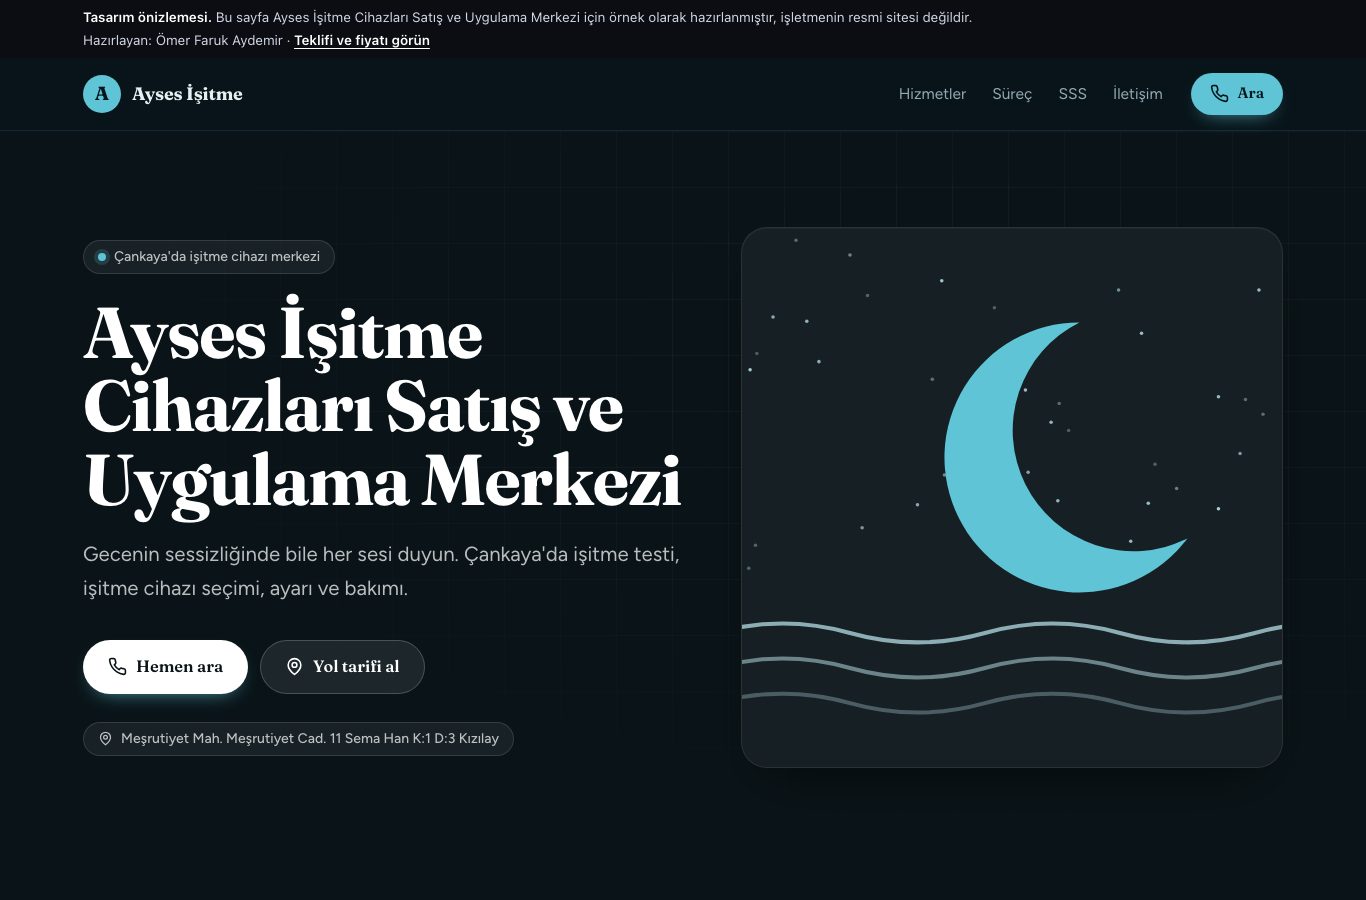 Tasarım önizlemesi. Bu sayfa Ayses İşitme Cihazları Satış ve Uygulama Merkezi için örnek olarak hazırlanmıştır, işletmenin resmi sitesi değildir.
Hazırlayan: Ömer Faruk Aydemir · Teklifi ve fiyatı görün
A Ayses İşitme
Hizmetler Süreç SSS İletişim Ara
Çankaya'da işitme cihazı merkezi
Ayses İşitme
Cihazları Satış ve
Uygulama Merkezi
Gecenin sessizliğinde bile her sesi duyun. Çankaya'da işitme testi,
işitme cihazı seçimi, ayarı ve bakımı.
Hemen ara Yol tarifi al
Meşrutiyet Mah. Meşrutiyet Cad. 11 Sema Han K:1 D:3 Kızılay